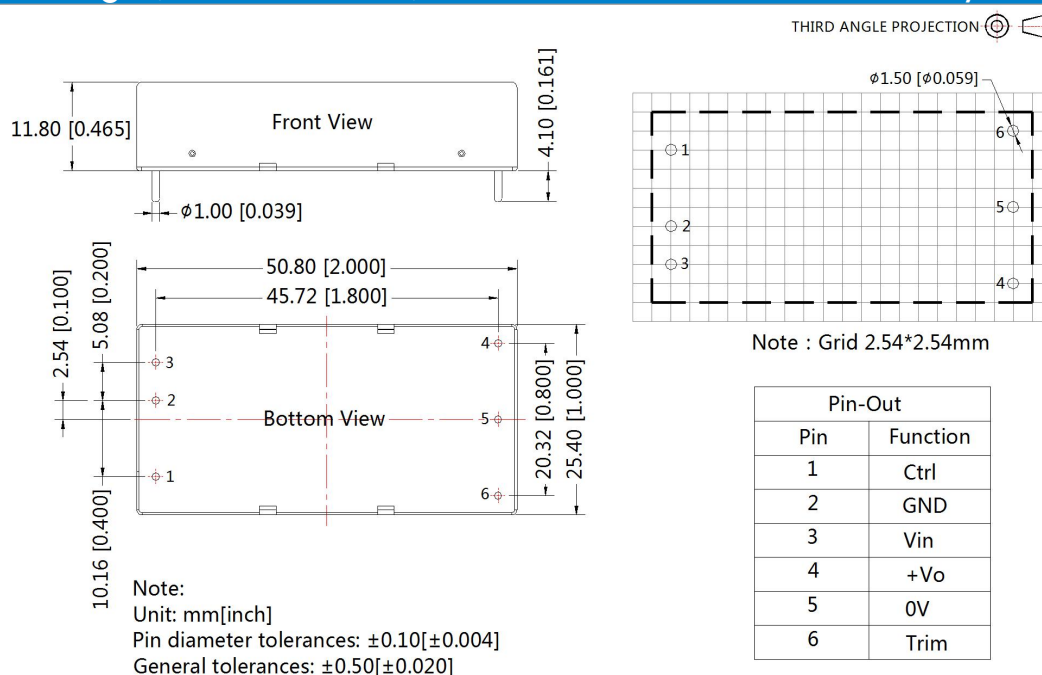 THIRD ANGLE PROJECTION
11.80 [0.465]
Front View
4.10 [0.161]
ϕ1.00 [0.039]
ϕ1.50 [ϕ0.059]
1
2
3
6
5
4
Note : Grid 2.54*2.54mm
50.80 [2.000]
45.72 [1.800]
2.54 [0.100]
5.08 [0.200]
10.16 [0.400]
3
2
1
Bottom View
4
5
6
20.32 [0.800]
25.40 [1.000]
Note:
Unit: mm[inch]
Pin diameter tolerances: ±0.10[±0.004]
General tolerances: ±0.50[±0.020]
Pin-Out
Pin Function
1 Ctrl
2 GND
3 Vin
4 +Vo
5 0V
6 Trim